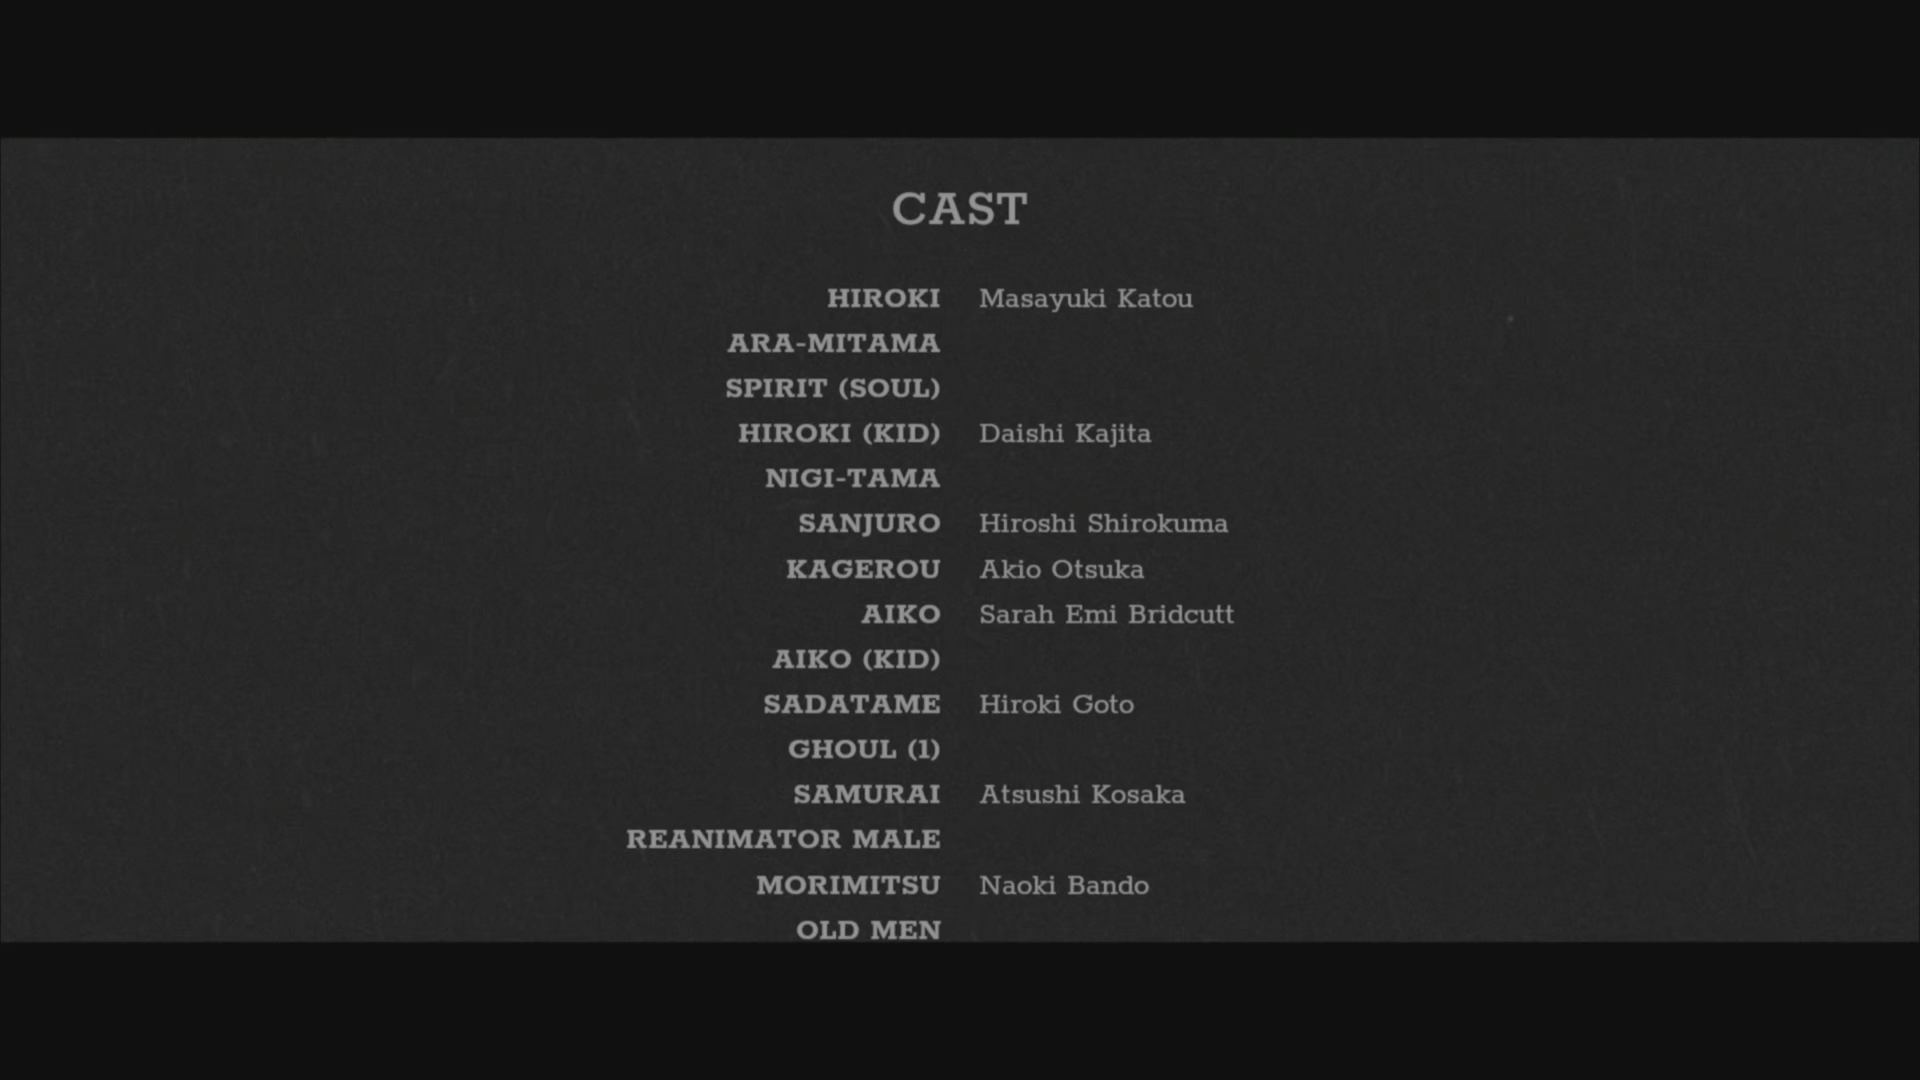 CAST
HIROKI Masayuki Katou
ARA-MITAMA
SPIRIT (SOUL)
HIROKI (KID) Daishi Kajita
NIGI-TAMA
SANJURO Hiroshi Shirokuma
KAGEROU Akio Otsuka
AIKO Sarah Emi Bridcutt
AIKO (KID)
SADATAME Hiroki Goto
GHOUL (1)
SAMURAI Atsushi Kosaka
REANIMATOR MALE
MORIMITSU Naoki Bando
OLD MEN